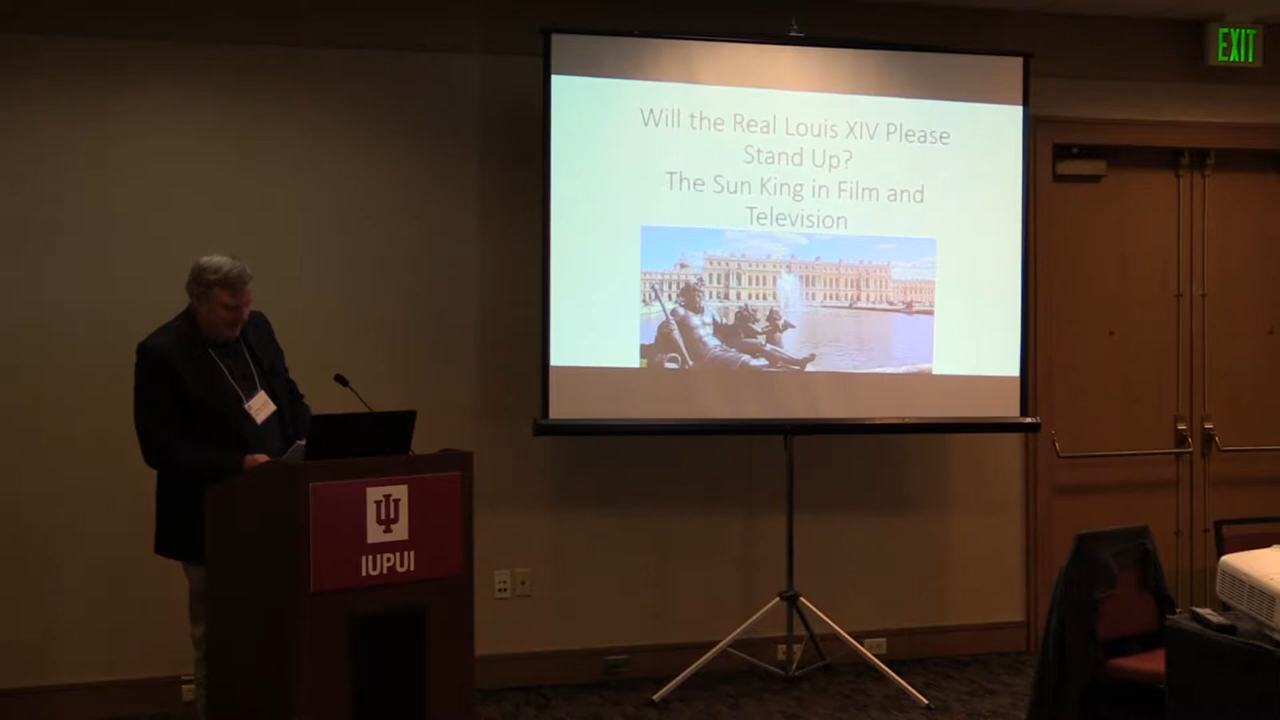 Will the Real Louis XIV Please
Stand Up?
The Sun King in Film and
Television
EXIT
IUPUI